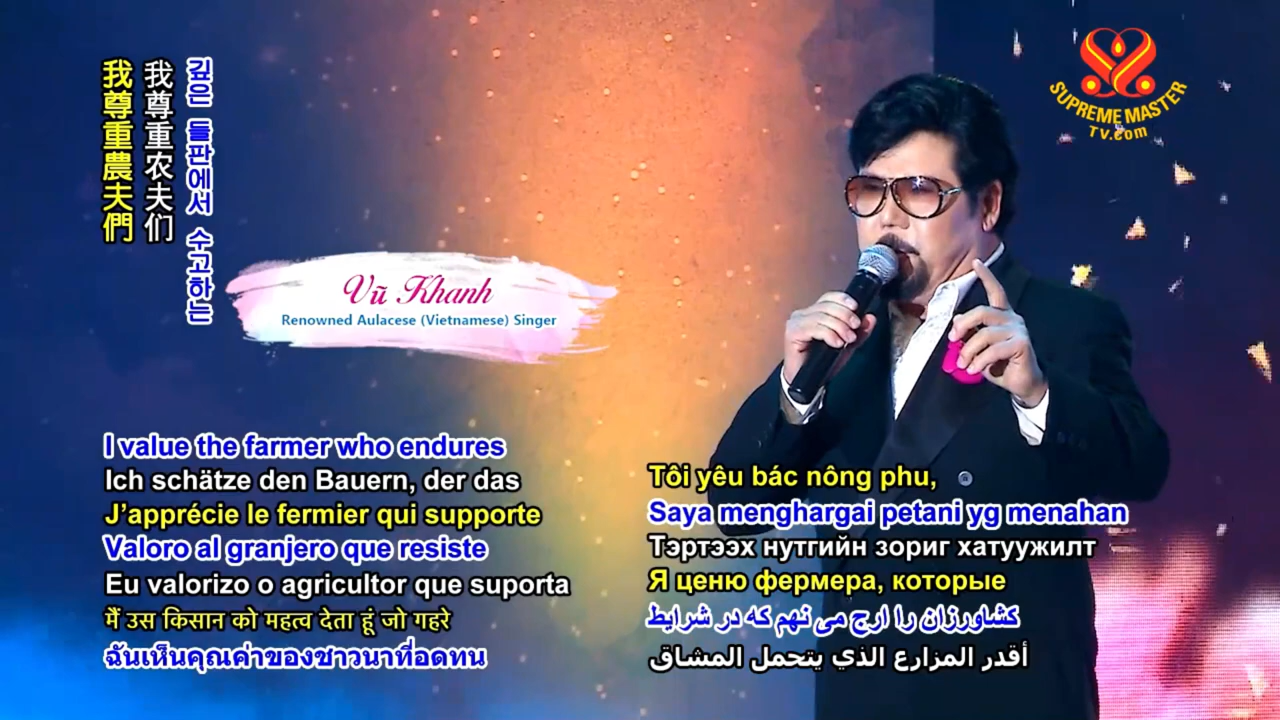 我尊重農夫們
我尊重农夫们
깊은 들판에서 수고하는
SUPREME MASTER
TV.com
Vũ Khanh
Renowned Aulacese (Vietnamese) Singer
I value the farmer who endures
Ich schätze den Bauern, der das
J’apprécie le fermier qui supporte
Valoro al granjero que resiste
Eu valorizo o agricultor que suporta
मैं उस किसान को महत्व देता हूं जो गहरे
ฉันเห็นคุณค่าของชาวนาที่อดทน
Tôi yêu bác nông phu,
Saya menghargai petani yg menahan
Тэртээх нутгийн зориг хатуужилт
Я ценю фермера, которые
کشاورزان را ارج می نهم که در شرایط
أقدر المزارع الذي يتحمل المشاق